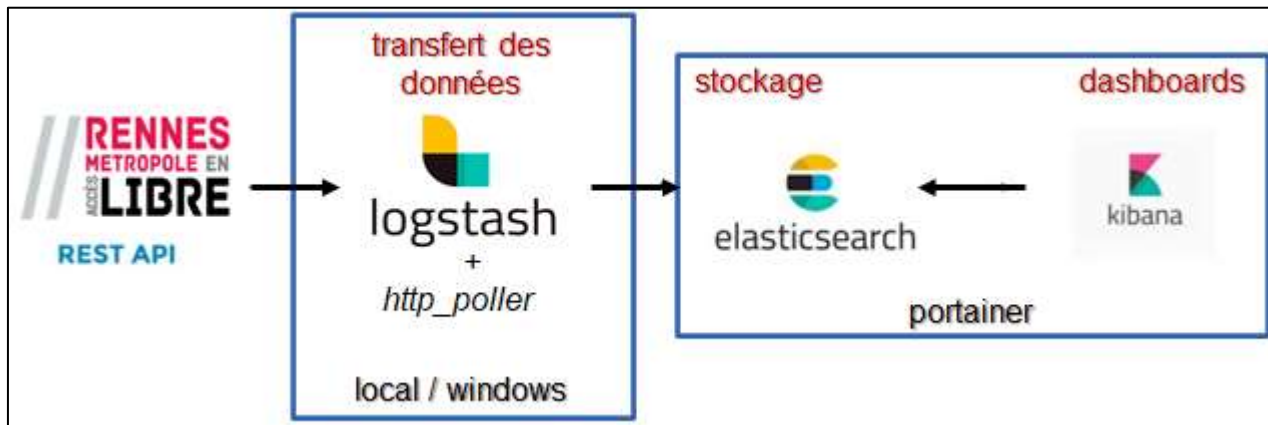 RENNES
METROPOLE EN
ACCÈS
LIBRE
REST API
transfert des
données
logstash
+
http_poller
local / windows
stockage
dashboards
elasticsearch
kibana
portainer